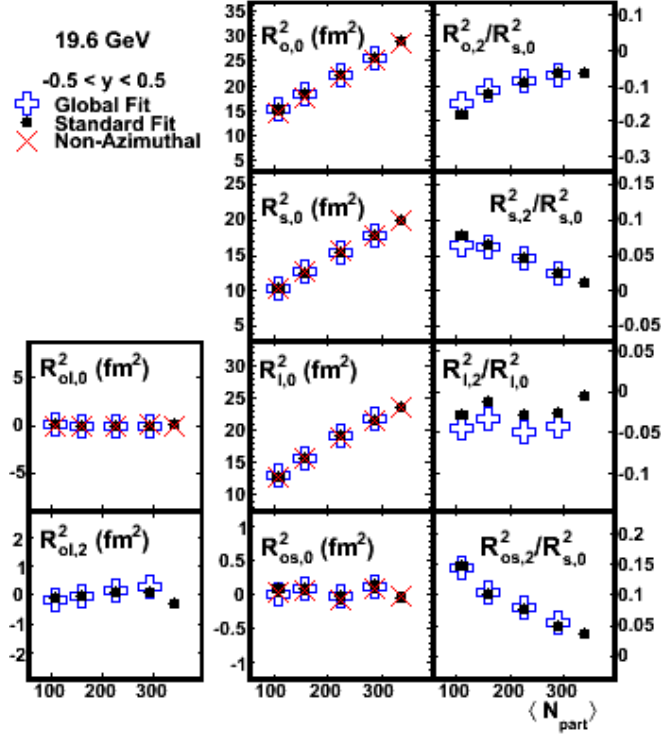 19.6 GeV
-0.5 < y < 0.5
Global Fit
Standard Fit
Non-Azimuthal
R²o,0 (fm²)
35
30
25
20
15
10
5
R²o,2/R²s,0
0.1
0
-0.1
-0.2
-0.3
R²s,0 (fm²)
25
20
15
10
5
R²s,2/R²s,0
0.15
0.1
0.05
0
-0.05
R²ol,0 (fm²)
5
0
-5
R²l,0 (fm²)
30
25
20
15
10
R²l,2/R²l,0
0.05
0
-0.05
-0.1
R²ol,2 (fm²)
2
1
0
-1
-2
100 200 300
R²os,0 (fm²)
1
0.5
0
-0.5
-1
100 200 300
R²os,2/R²s,0
0.2
0.15
0.1
0.05
0
100 200 300
⟨ Npart ⟩